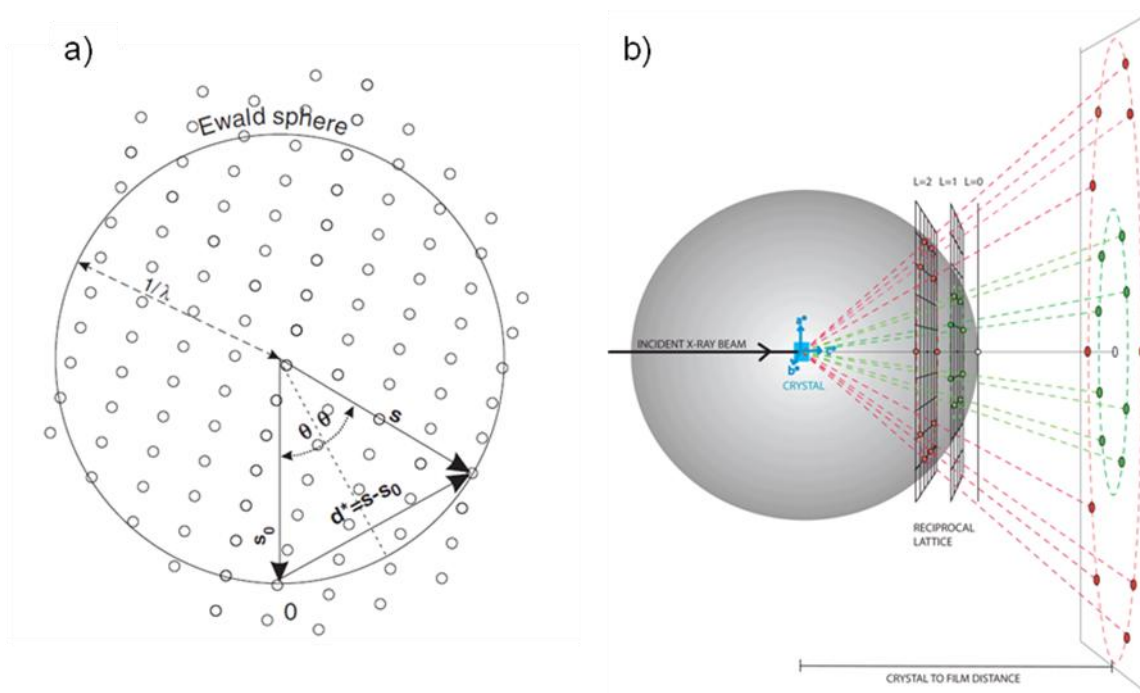 a)
Ewald sphere
1/λ
θ θ
s
s₀
d*=s-s₀
0
b)
L=2 L=1 L=0
INCIDENT X-RAY BEAM
a*
c*
b*
CRYSTAL
RECIPROCAL
LATTICE
CRYSTAL TO FILM DISTANCE